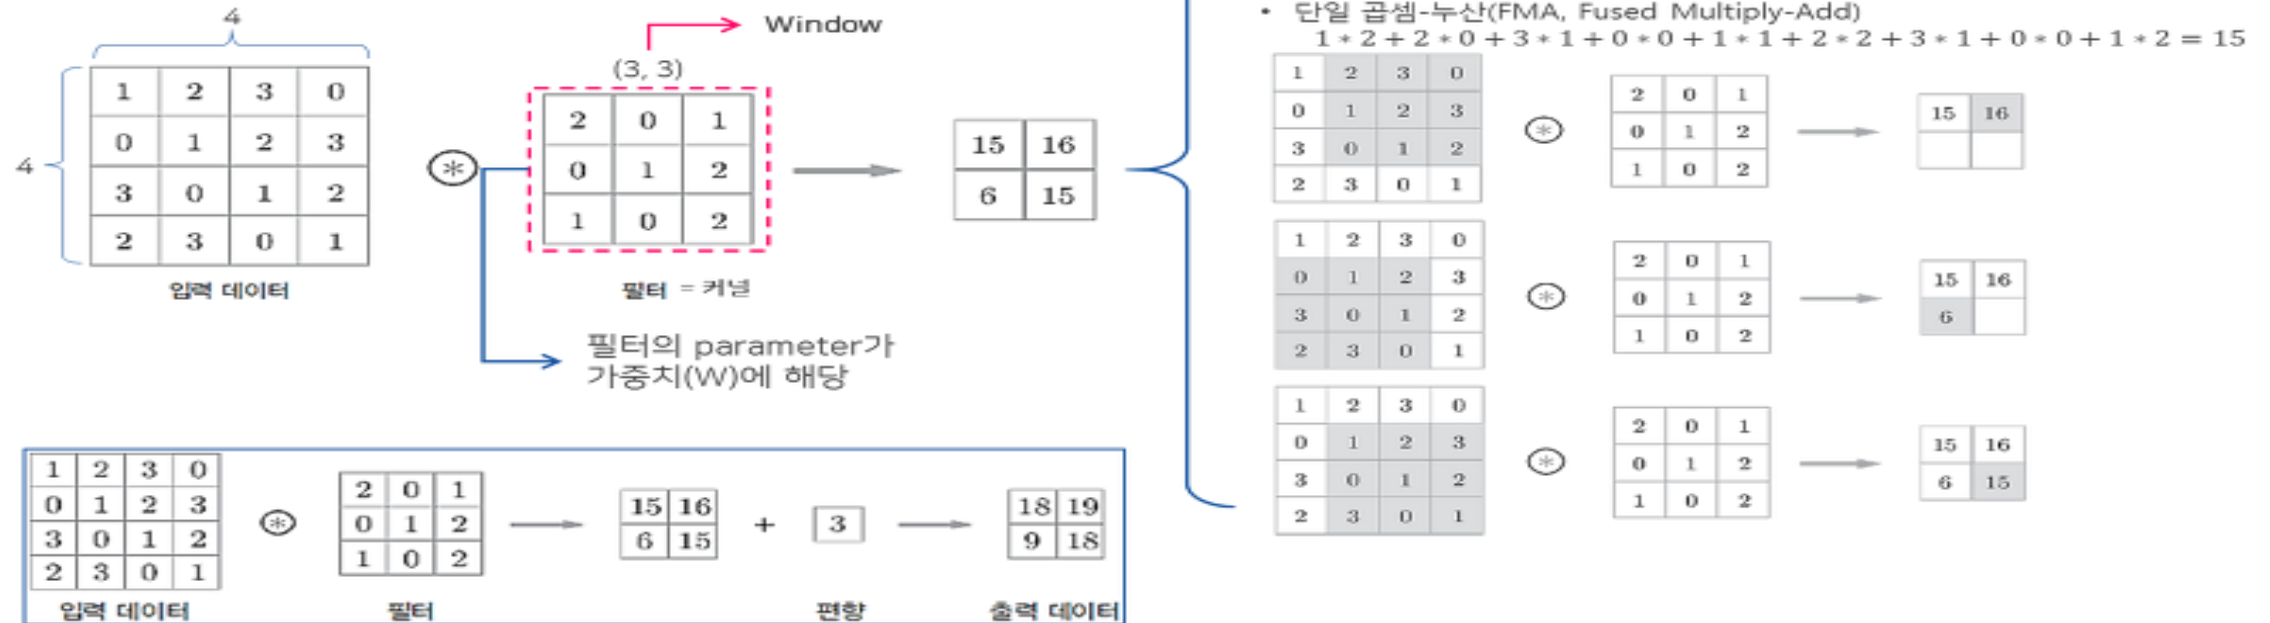 4
Window
(3, 3)
4
1 2 3 0
0 1 2 3
3 0 1 2
2 3 0 1
입력 데이터
*
2 0 1
0 1 2
1 0 2
필터 = 커널
15 16
6 15
필터의 parameter가
가중치(W)에 해당
1 2 3 0
0 1 2 3
3 0 1 2
2 3 0 1
입력 데이터
*
2 0 1
0 1 2
1 0 2
필터
15 16
6 15
+
3
편향
18 19
9 18
출력 데이터
• 단일 곱셈-누산(FMA, Fused Multiply-Add)
1 * 2 + 2 * 0 + 3 * 1 + 0 * 0 + 1 * 1 + 2 * 2 + 3 * 1 + 0 * 0 + 1 * 2 = 15
1 2 3 0
0 1 2 3
3 0 1 2
2 3 0 1
*
2 0 1
0 1 2
1 0 2
15 16
1 2 3 0
0 1 2 3
3 0 1 2
2 3 0 1
*
2 0 1
0 1 2
1 0 2
15 16
6
1 2 3 0
0 1 2 3
3 0 1 2
2 3 0 1
*
2 0 1
0 1 2
1 0 2
15 16
6 15